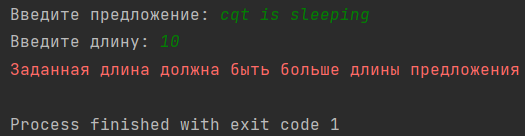 Введите предложение: cqt is sleeping
Введите длину: 10
Заданная длина должна быть больше длины предложения
Process finished with exit code 1